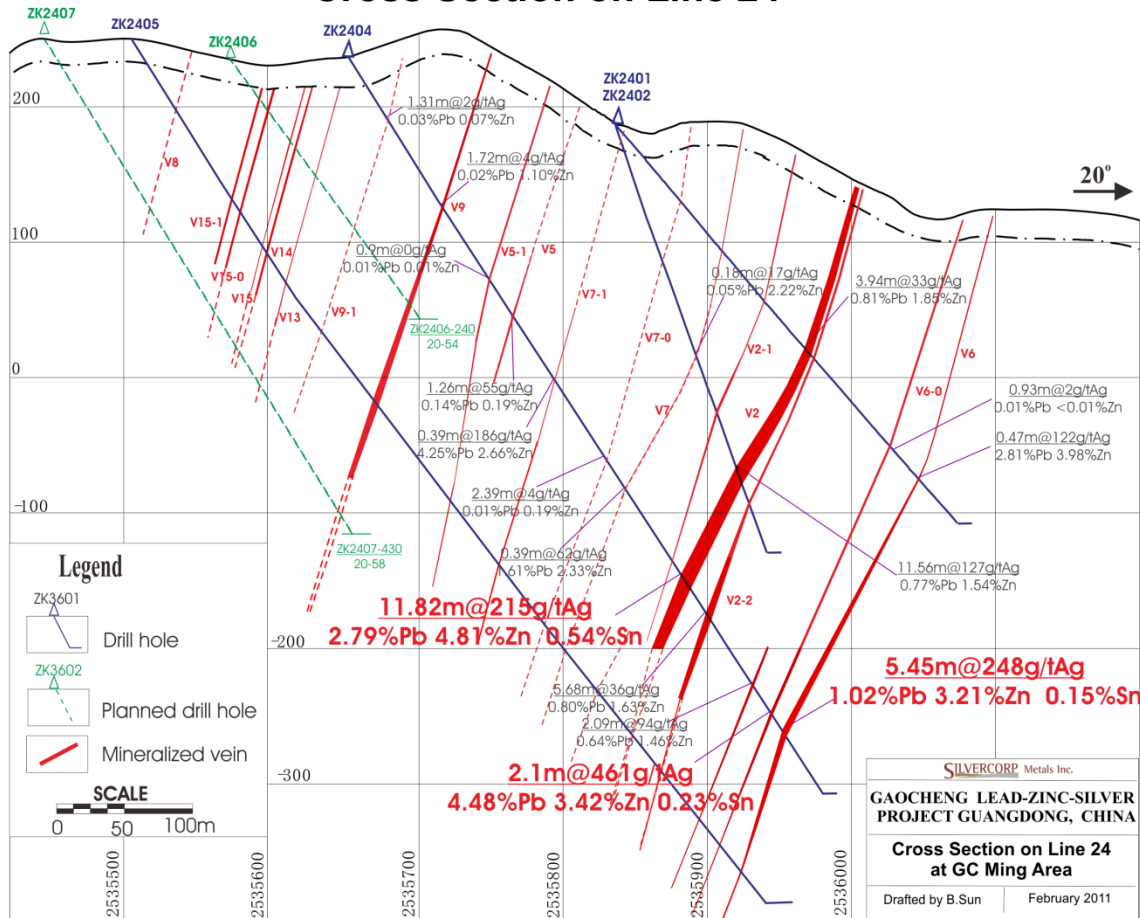 Cross Section on Line 24
ZK2407
ZK2405
ZK2406
ZK2404
ZK2401
ZK2402
20°
200
100
0
-100
-200
-300
V8
V15-1
V15-0
V15
V14
V13
V9-1
V9
V5-1
V5
V7-1
V7-0
V7
V2-1
V2
V2-2
V6-0
V6
1.31m@2g/tAg
0.03%Pb 0.07%Zn
1.72m@4g/tAg
0.02%Pb 1.10%Zn
0.9m@0g/tAg
0.01%Pb 0.01%Zn
0.18m@17g/tAg
0.05%Pb 2.22%Zn
3.94m@33g/tAg
0.81%Pb 1.85%Zn
ZK2406-240
20-54
1.26m@55g/tAg
0.14%Pb 0.19%Zn
0.93m@2g/tAg
0.01%Pb <0.01%Zn
0.39m@186g/tAg
4.25%Pb 2.66%Zn
0.47m@122g/tAg
2.81%Pb 3.98%Zn
2.39m@4g/tAg
0.01%Pb 0.19%Zn
ZK2407-430
20-58
0.39m@62g/tAg
1.61%Pb 2.33%Zn
11.56m@127g/tAg
0.77%Pb 1.54%Zn
11.82m@215g/tAg
2.79%Pb 4.81%Zn 0.54%Sn
5.45m@248g/tAg
1.02%Pb 3.21%Zn 0.15%Sn
5.68m@36g/tAg
0.80%Pb 1.63%Zn
2.09m@94g/tAg
0.64%Pb 1.46%Zn
2.1m@461g/tAg
4.48%Pb 3.42%Zn 0.23%Sn
Legend
ZK3601
Drill hole
ZK3602
Planned drill hole
Mineralized vein
SCALE
0 50 100m
2535500
2535600
2535700
2535800
2535900
2536000
SILVERCORP Metals Inc.
GAOCHENG LEAD-ZINC-SILVER
PROJECT GUANGDONG, CHINA
Cross Section on Line 24
at GC Ming Area
Drafted by B.Sun February 2011